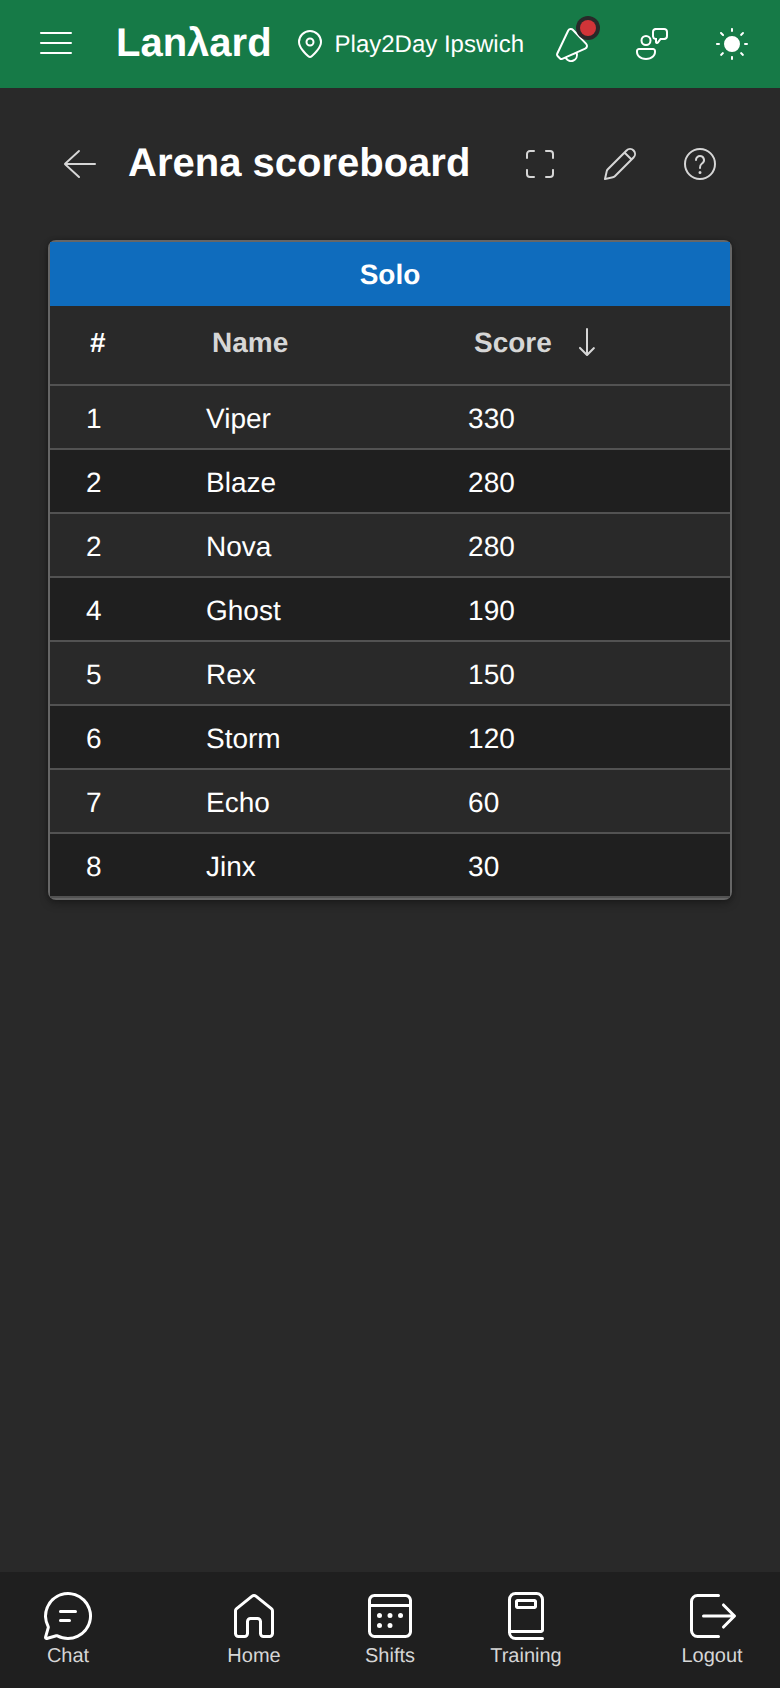 Lanλard Play2Day Ipswich
Arena scoreboard
Solo
# Name Score
1 Viper 330
2 Blaze 280
2 Nova 280
4 Ghost 190
5 Rex 150
6 Storm 120
7 Echo 60
8 Jinx 30
Chat Home Shifts Training Logout